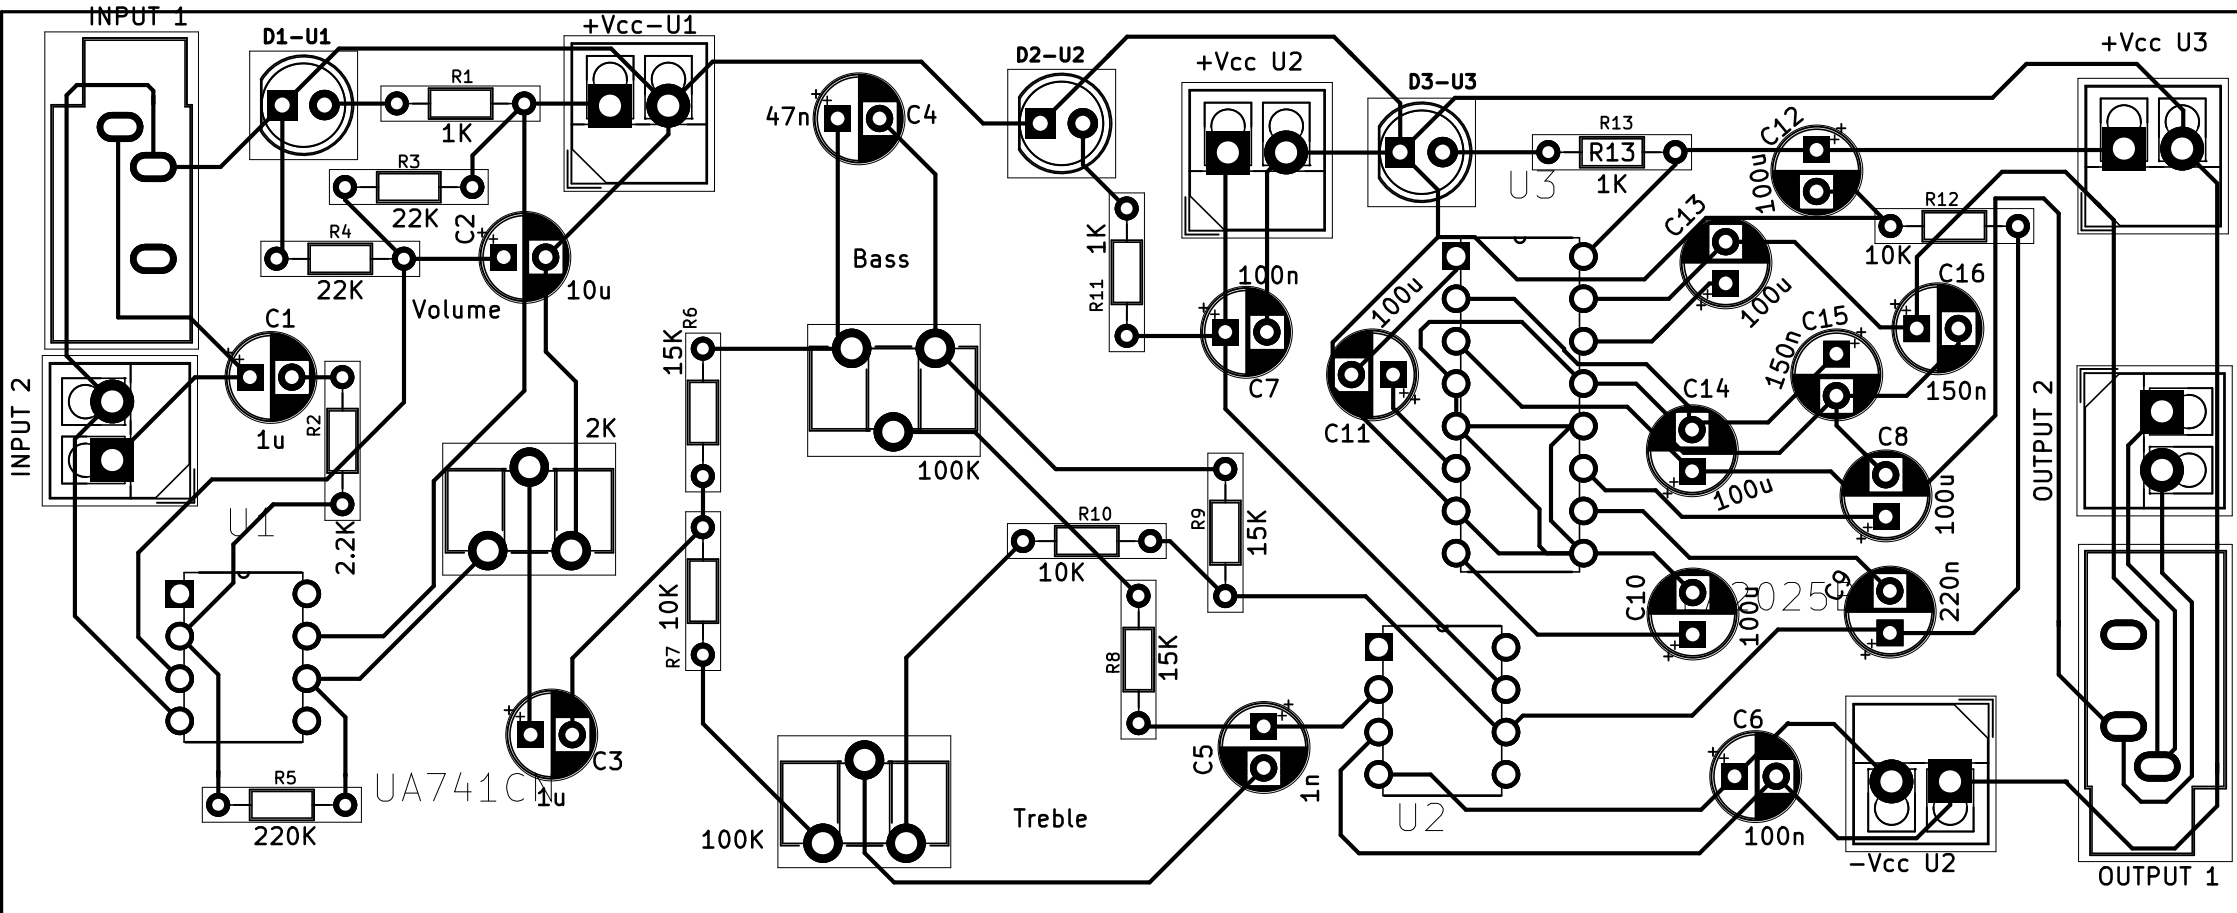 INPUT 1
D1-U1
+Vcc-U1
D2-U2
+Vcc U2
D3-U3
+Vcc U3
R1
1K
47n
C4
R13
R13
1K
C12
100u
U3
R3
22K
C2
R4
22K
10u
Volume
Bass
1K
R11
100n
C7
100u
C11
C13
100u
R12
10K
C16
150n
C15
150n
C1
1u
R2
2.2K
INPUT 2
U1
R6
15K
2K
100K
R9
15K
R10
10K
C14
100u
C8
100u
OUTPUT 2
R7
10K
R8
15K
C10
100u
2025
C9
220n
UA741CN
1u
C3
R5
220K
100K
Treble
C5
1n
U2
C6
100n
-Vcc U2
OUTPUT 1